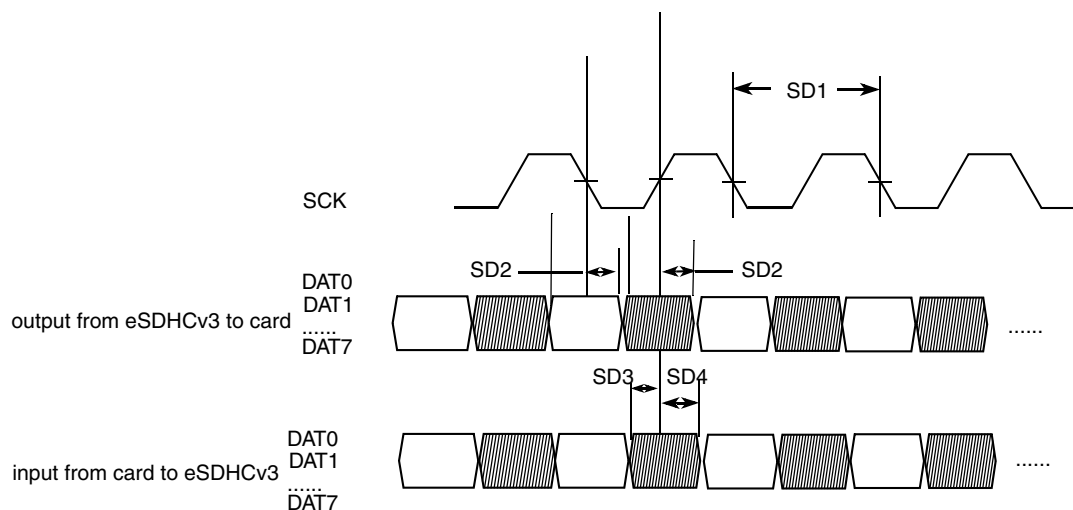 SD1
SCK
SD2
SD2
DAT0
DAT1
output from eSDHCv3 to card
......
DAT7
......
SD3
SD4
DAT0
DAT1
input from card to eSDHCv3
......
DAT7
......